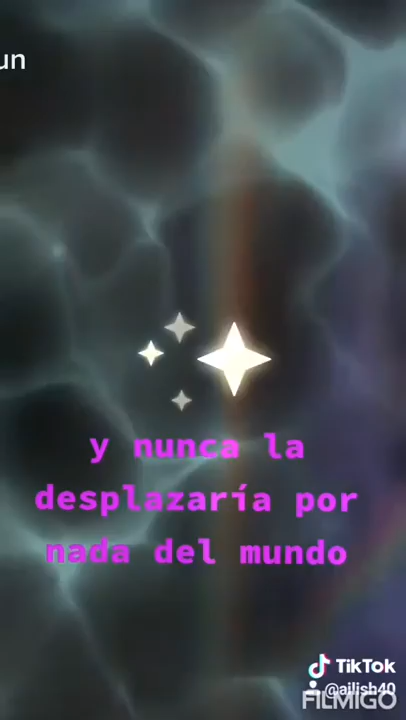 un
y nunca la
desplazaría por
nada del mundo
TikTok
@ailish40
FILMIGO